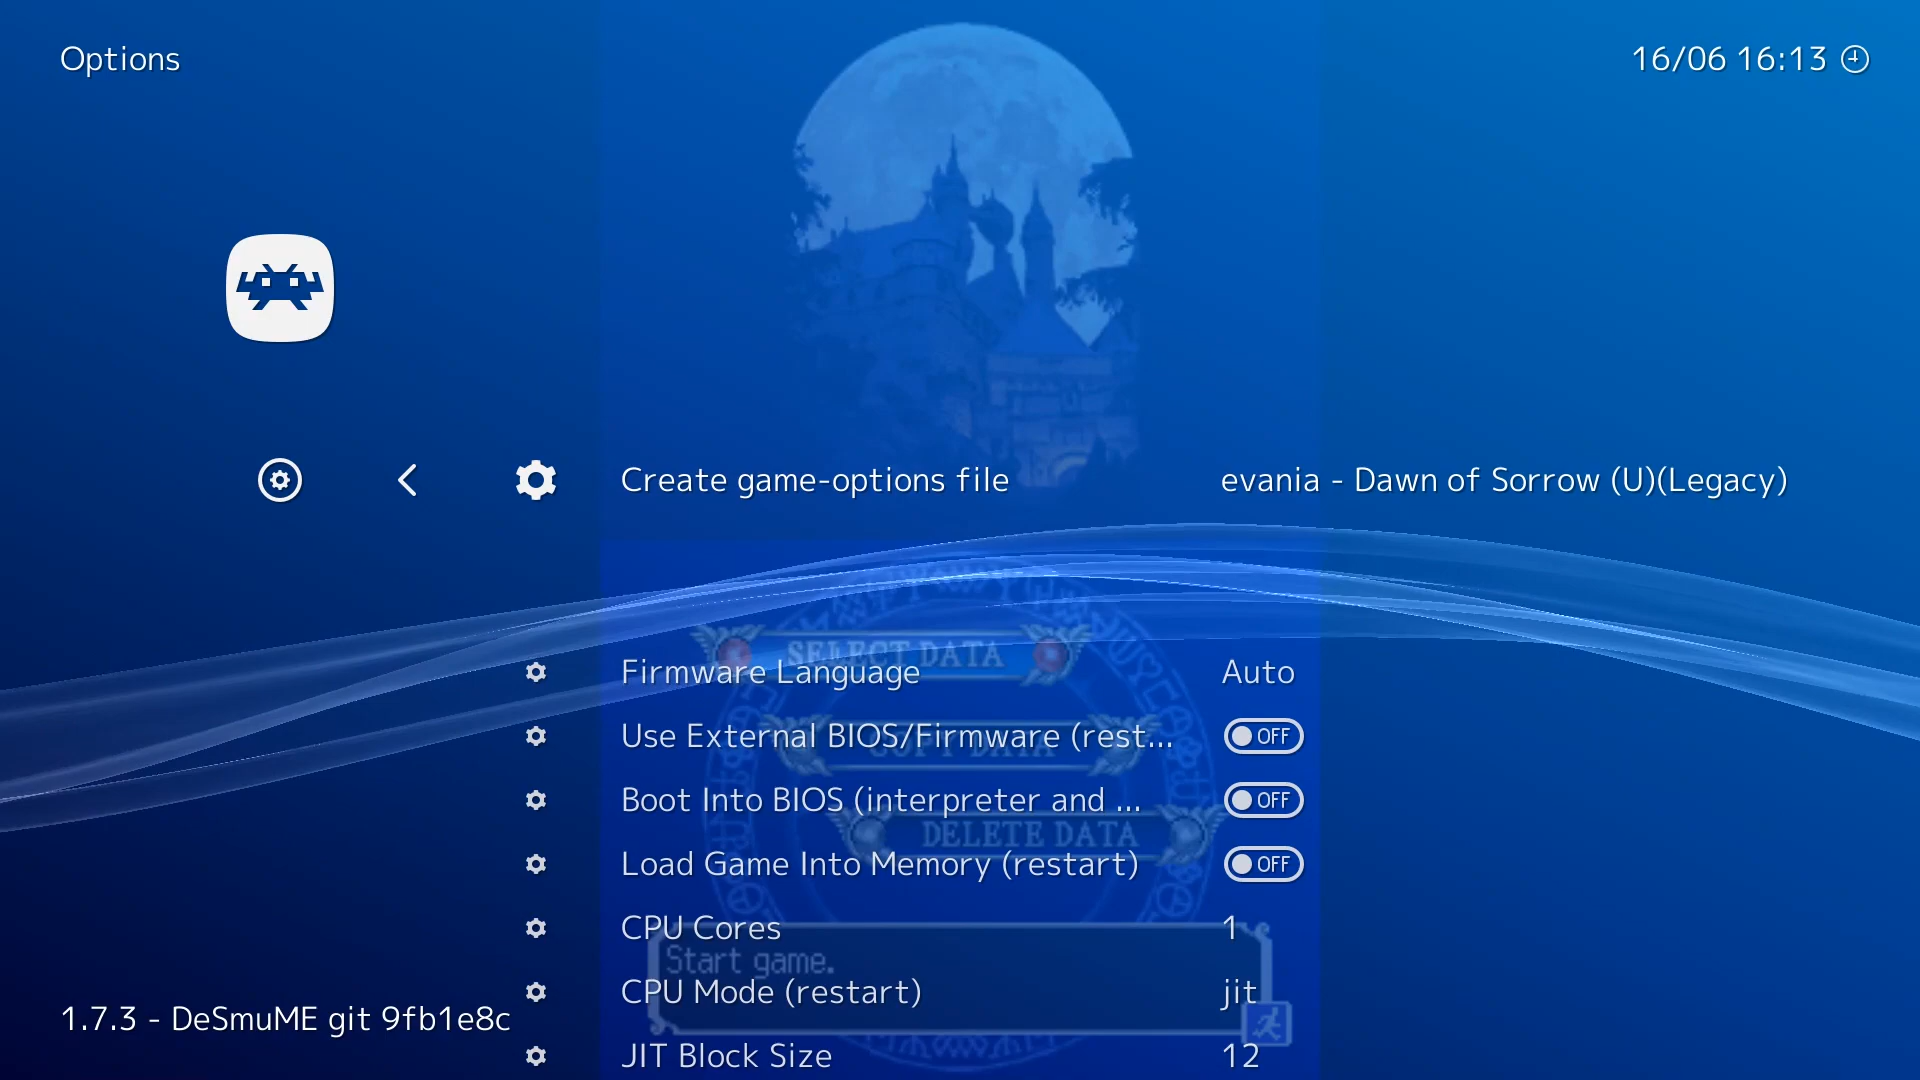 Options
16/06 16:13
Create game-options file evania - Dawn of Sorrow (U)(Legacy)
SELECT DATA
Firmware Language Auto
Use External BIOS/Firmware (rest... OFF
COPY DATA
Boot Into BIOS (interpreter and ... OFF
DELETE DATA
Load Game Into Memory (restart) OFF
CPU Cores 1
Start game.
CPU Mode (restart) jit
1.7.3 - DeSmuME git 9fb1e8c
JIT Block Size 12